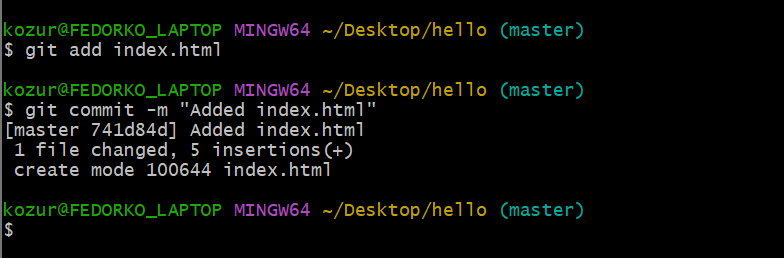 kozur@FEDORKO_LAPTOP MINGW64 ~/Desktop/hello (master)
$ git add index.html
kozur@FEDORKO_LAPTOP MINGW64 ~/Desktop/hello (master)
$ git commit -m "Added index.html"
[master 741d84d] Added index.html
 1 file changed, 5 insertions(+)
 create mode 100644 index.html
kozur@FEDORKO_LAPTOP MINGW64 ~/Desktop/hello (master)
$